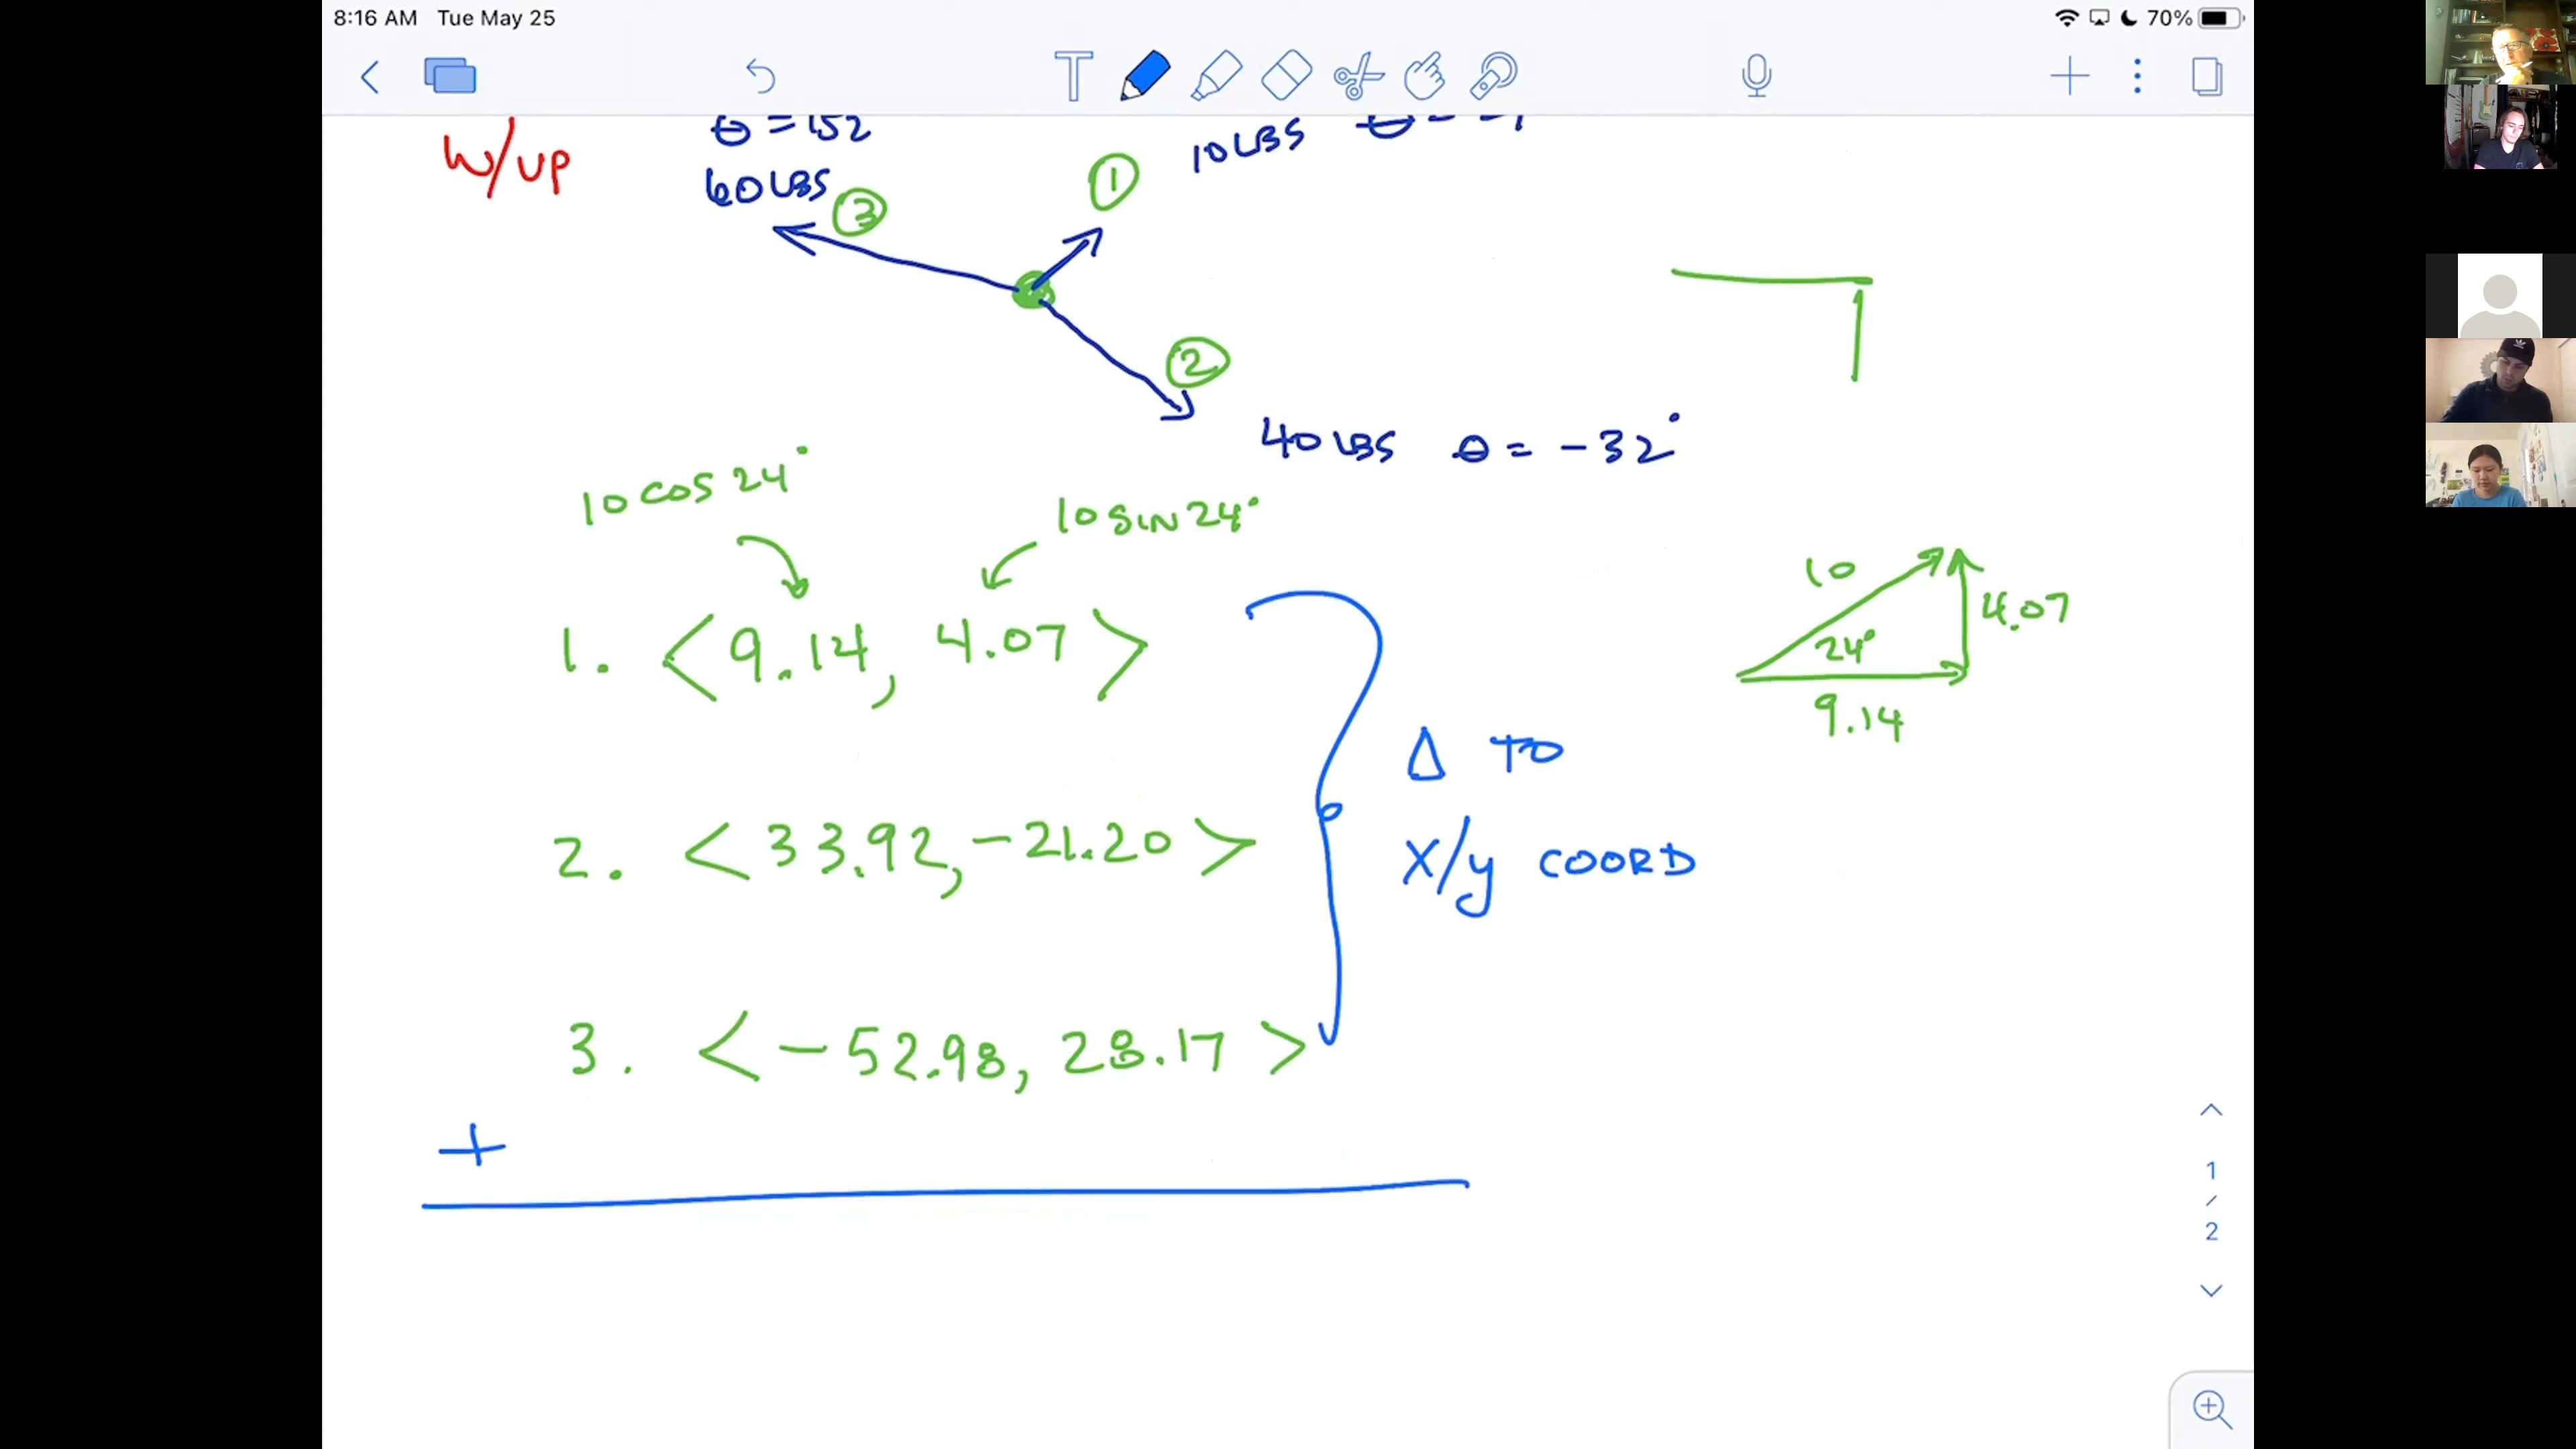 8:16 AM Tue May 25
70%
T
W/UP
θ = 152
60 LBS
10 LBS
1
3
2
40 LBS θ = -32°
10 COS 24°
10 SIN 24°
10
4.07
24°
9.14
1. < 9.14, 4.07 >
2. < 33.92, -21.20 >
3. < -52.98, 28.17 >
Δ TO
X/y COORD
+
1
/
2